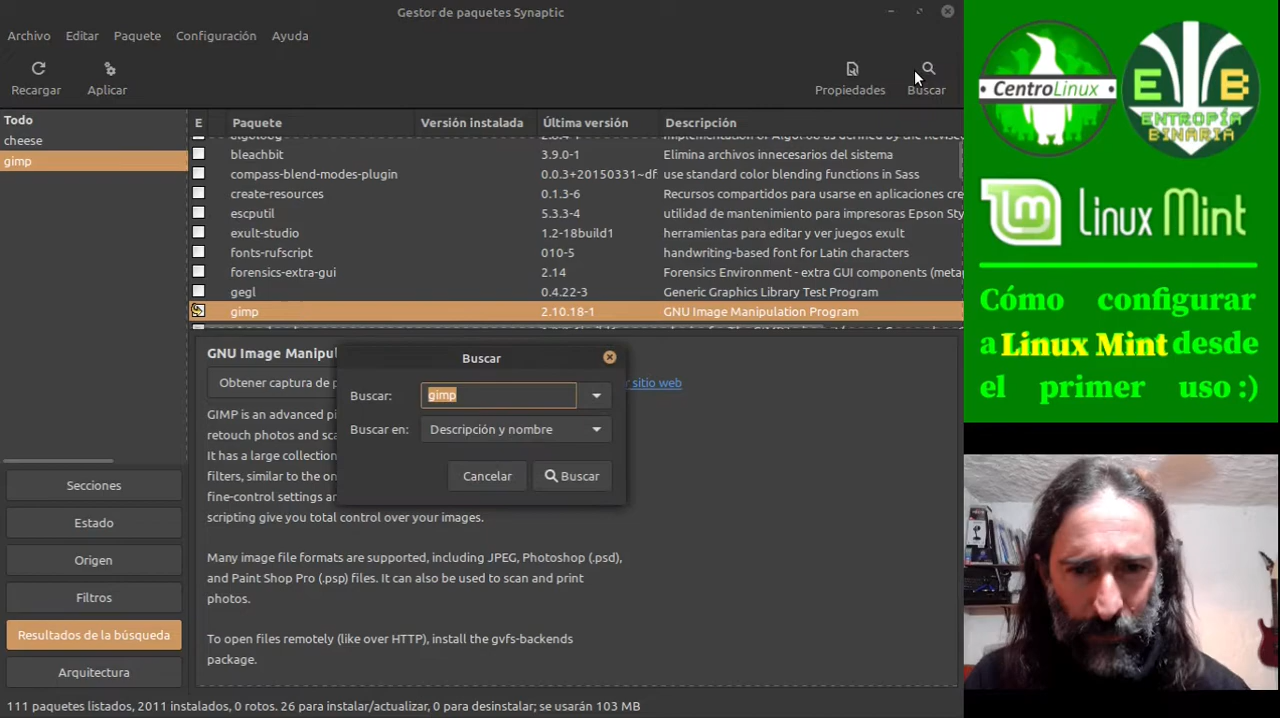 Gestor de paquetes Synaptic
Archivo Editar Paquete Configuración Ayuda
Recargar Aplicar Propiedades Buscar
Todo
cheese
gimp
E Paquete Versión instalada Última versión Descripción
bleachbit 3.9.0-1 Elimina archivos innecesarios del sistema
compass-blend-modes-plugin 0.0.3+20150331~df use standard color blending functions in Sass
create-resources 0.1.3-6 Recursos compartidos para usarse en aplicaciones cre
escputil 5.3.3-4 utilidad de mantenimiento para impresoras Epson Sty
exult-studio 1.2-18build1 herramientas para editar y ver juegos exult
fonts-rufscript 010-5 handwriting-based font for Latin characters
forensics-extra-gui 2.14 Forensics Environment - extra GUI components (meta
gegl 0.4.22-3 Generic Graphics Library Test Program
gimp 2.10.18-1 GNU Image Manipulation Program
GNU Image Manipul
Obtener captura de p
r sitio web
GIMP is an advanced pi
retouch photos and sca
It has a large collection
filters, similar to the on
fine-control settings an
scripting give you total control over your images.
Many image file formats are supported, including JPEG, Photoshop (.psd),
and Paint Shop Pro (.psp) files. It can also be used to scan and print
photos.
To open files remotely (like over HTTP), install the gvfs-backends
package.
Buscar
Buscar: gimp
Buscar en: Descripción y nombre
Cancelar Buscar
Secciones
Estado
Origen
Filtros
Resultados de la búsqueda
Arquitectura
111 paquetes listados, 2011 instalados, 0 rotos. 26 para instalar/actualizar, 0 para desinstalar; se usarán 103 MB
CentroLinux
E B
ENTROPÍA
BINARIA
Linux Mint
Cómo configurar
a Linux Mint desde
el primer uso :)